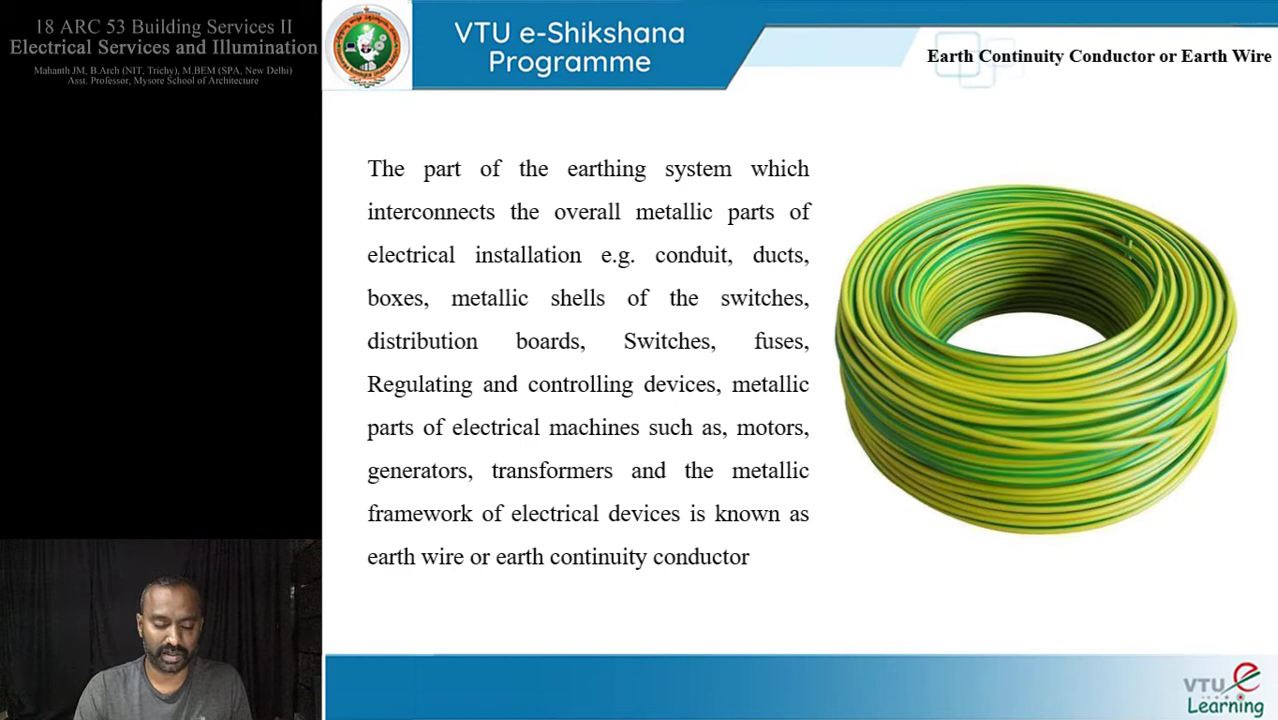 18 ARC 53 Building Services II
Electrical Services and Illumination
Mahanth JM, B.Arch (NIT, Trichy), M.BEM (SPA, New Delhi)
Asst. Professor, Mysore School of Architecture
VTU e-Shikshana
Programme
Earth Continuity Conductor or Earth Wire
The part of the earthing system which
interconnects the overall metallic parts of
electrical installation e.g. conduit, ducts,
boxes, metallic shells of the switches,
distribution boards, Switches, fuses,
Regulating and controlling devices, metallic
parts of electrical machines such as, motors,
generators, transformers and the metallic
framework of electrical devices is known as
earth wire or earth continuity conductor
VTU e
Learning